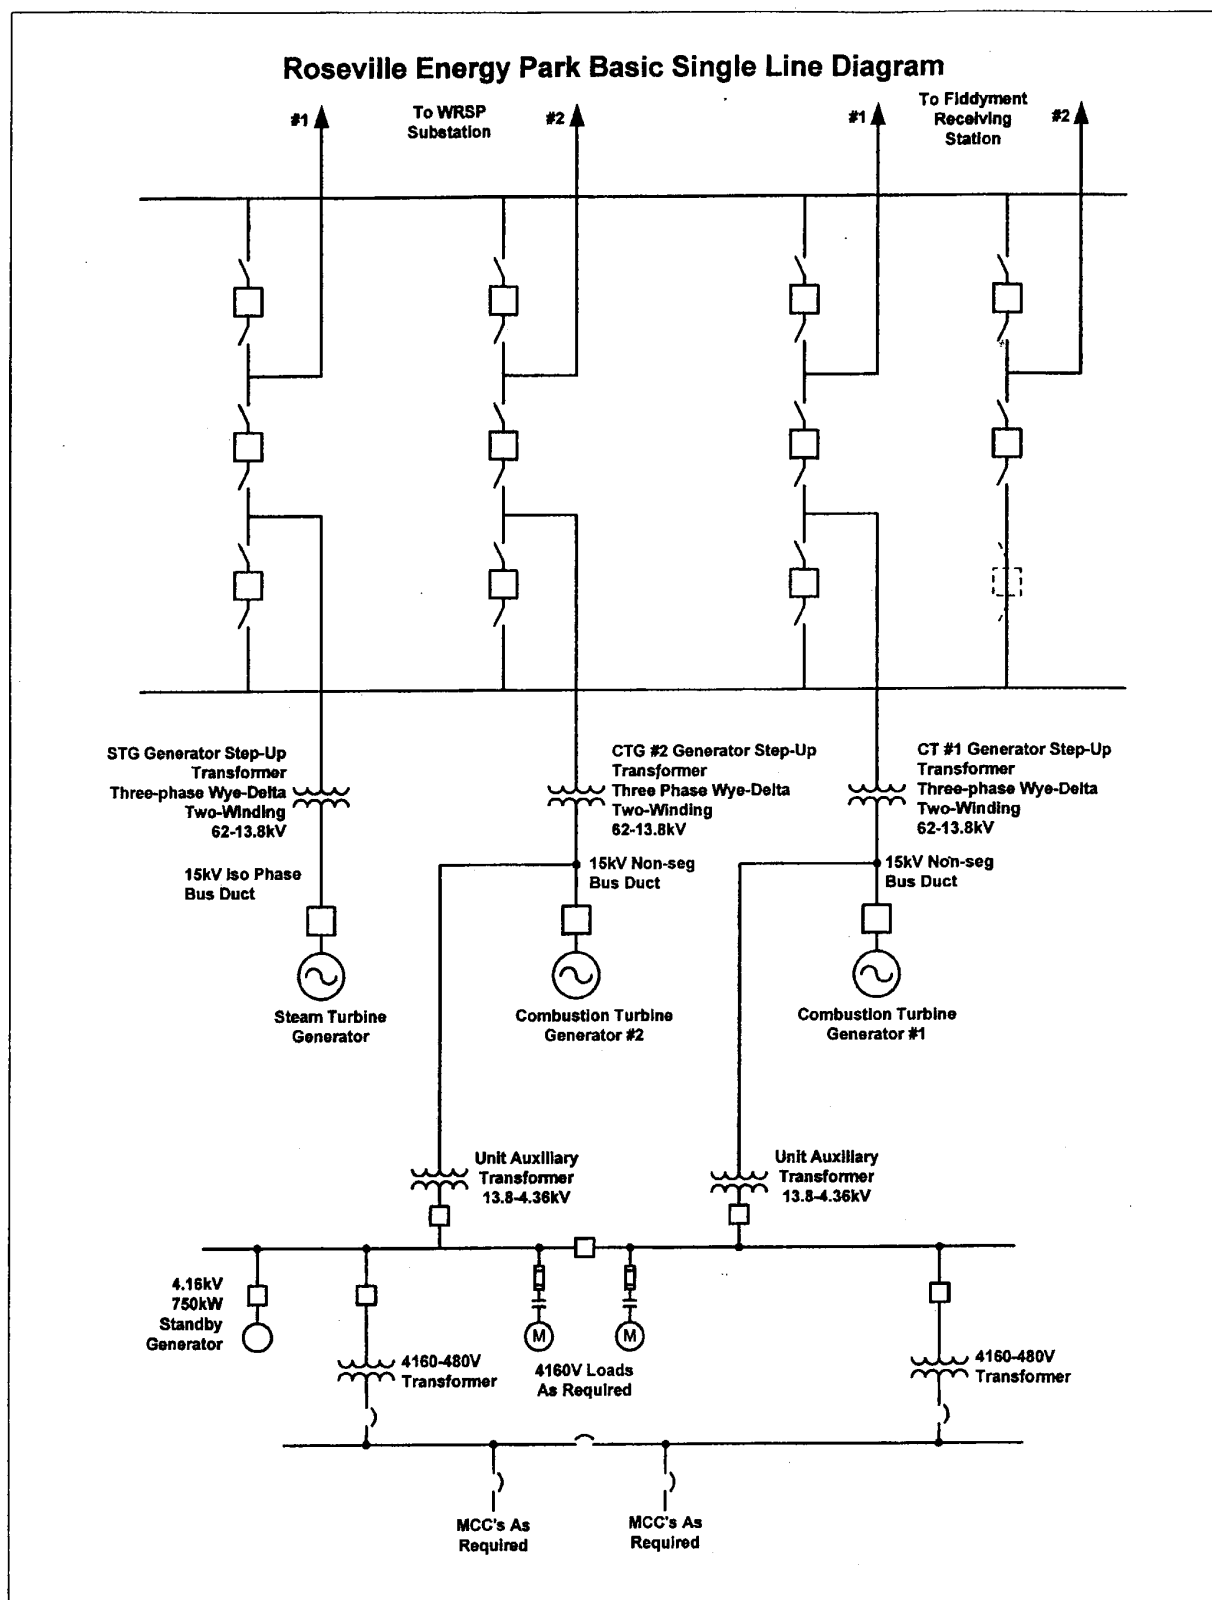 Roseville Energy Park Basic Single Line Diagram
#1
To WRSP
Substation
#2
#1
To Fiddyment
Receiving
Station
#2
STG Generator Step-Up
Transformer
Three-phase Wye-Delta
Two-Winding
62-13.8kV
CTG #2 Generator Step-Up
Transformer
Three Phase Wye-Delta
Two-Winding
62-13.8kV
CT #1 Generator Step-Up
Transformer
Three-phase Wye-Delta
Two-Winding
62-13.8kV
15kV Iso Phase
Bus Duct
15kV Non-seg
Bus Duct
15kV Non-seg
Bus Duct
Steam Turbine
Generator
Combustion Turbine
Generator #2
Combustion Turbine
Generator #1
Unit Auxiliary
Transformer
13.8-4.36kV
Unit Auxiliary
Transformer
13.8-4.36kV
4.16kV
750kW
Standby
Generator
M
M
4160-480V
Transformer
4160V Loads
As Required
4160-480V
Transformer
MCC's As
Required
MCC's As
Required